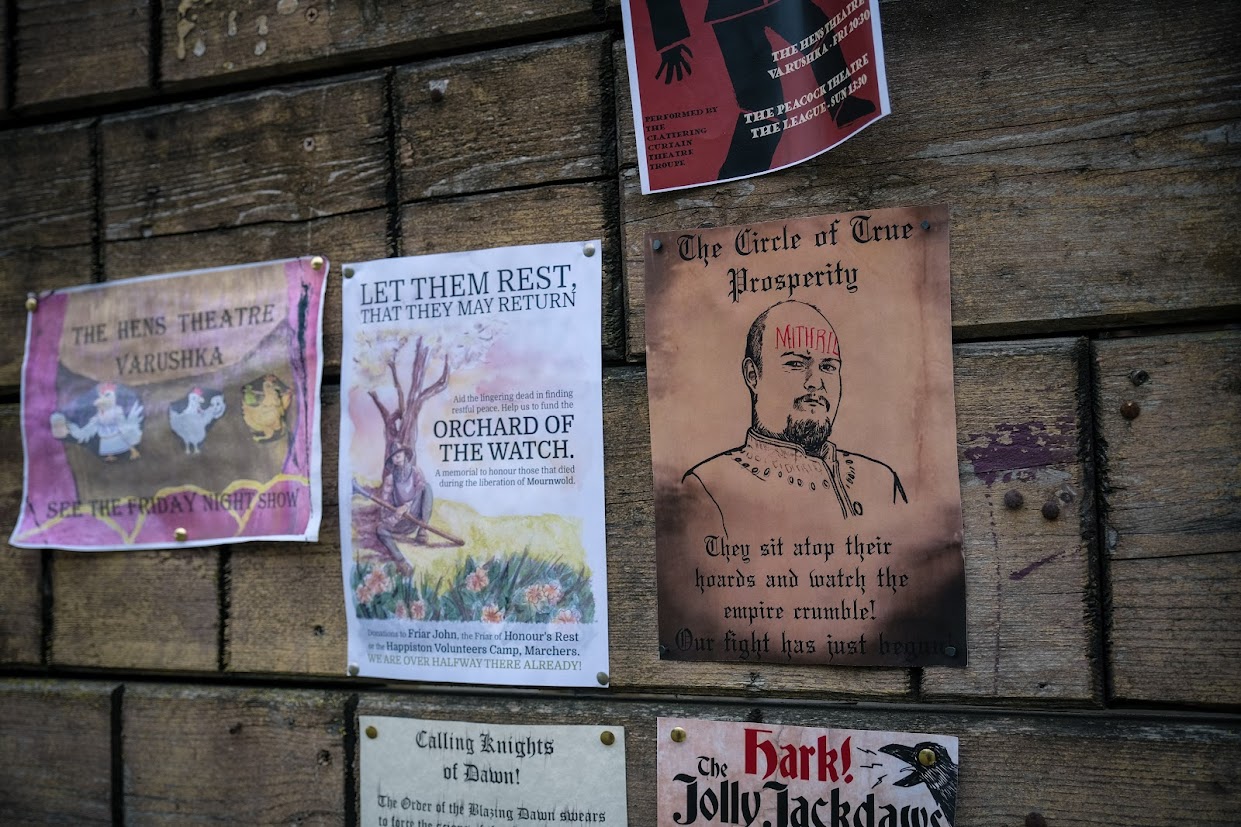 THE HENS THEATRE
VARUSHKA - FRI 20:30
THE PEACOCK THEATRE
THE LEAGUE - SUN 13:30
PERFORMED BY
THE
CLATTERING
CURTAIN
THEATRE
TROUPE
THE HENS THEATRE
VARUSHKA
SEE THE FRIDAY NIGHT SHOW
LET THEM REST,
THAT THEY MAY RETURN
Aid the lingering dead in finding
restful peace. Help us to fund the
ORCHARD OF
THE WATCH.
A memorial to honour those that died
during the liberation of Mournwold.
Donations to Friar John, the Friar of Honour's Rest
or the Happiston Volunteers Camp, Marchers.
WE ARE OVER HALFWAY THERE ALREADY!
The Circle of True
Prosperity
MITHRIL
They sit atop their
hoards and watch the
empire crumble!
Our fight has just begun
Calling Knights
of Dawn!
The Order of the Blazing Dawn swears
Hark!
The
Jolly Jackdaws